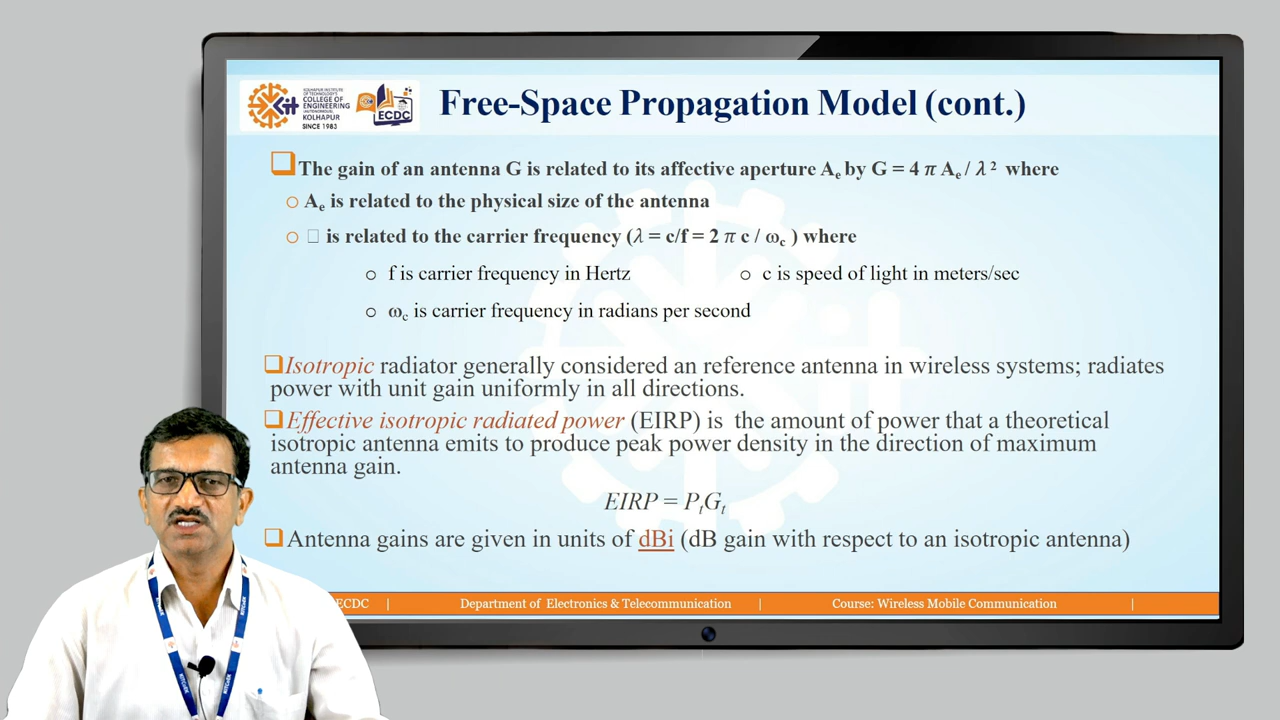 KOLHAPUR INSTITUTE
OF TECHNOLOGY'S
COLLEGE OF
ENGINEERING
(AUTONOMOUS),
KOLHAPUR
SINCE 1983
ECDC
Free-Space Propagation Model (cont.)
The gain of an antenna G is related to its affective aperture Aₑ by G = 4 π Aₑ / λ² where
Aₑ is related to the physical size of the antenna
□ is related to the carrier frequency (λ = c/f = 2 π c / ω_c ) where
f is carrier frequency in Hertz
c is speed of light in meters/sec
ω_c is carrier frequency in radians per second
Isotropic radiator generally considered an reference antenna in wireless systems; radiates
power with unit gain uniformly in all directions.
Effective isotropic radiated power (EIRP) is the amount of power that a theoretical
isotropic antenna emits to produce peak power density in the direction of maximum
antenna gain.
EIRP = PₜGₜ
Antenna gains are given in units of dBi (dB gain with respect to an isotropic antenna)
ECDC | Department of Electronics & Telecommunication | Course: Wireless Mobile Communication |